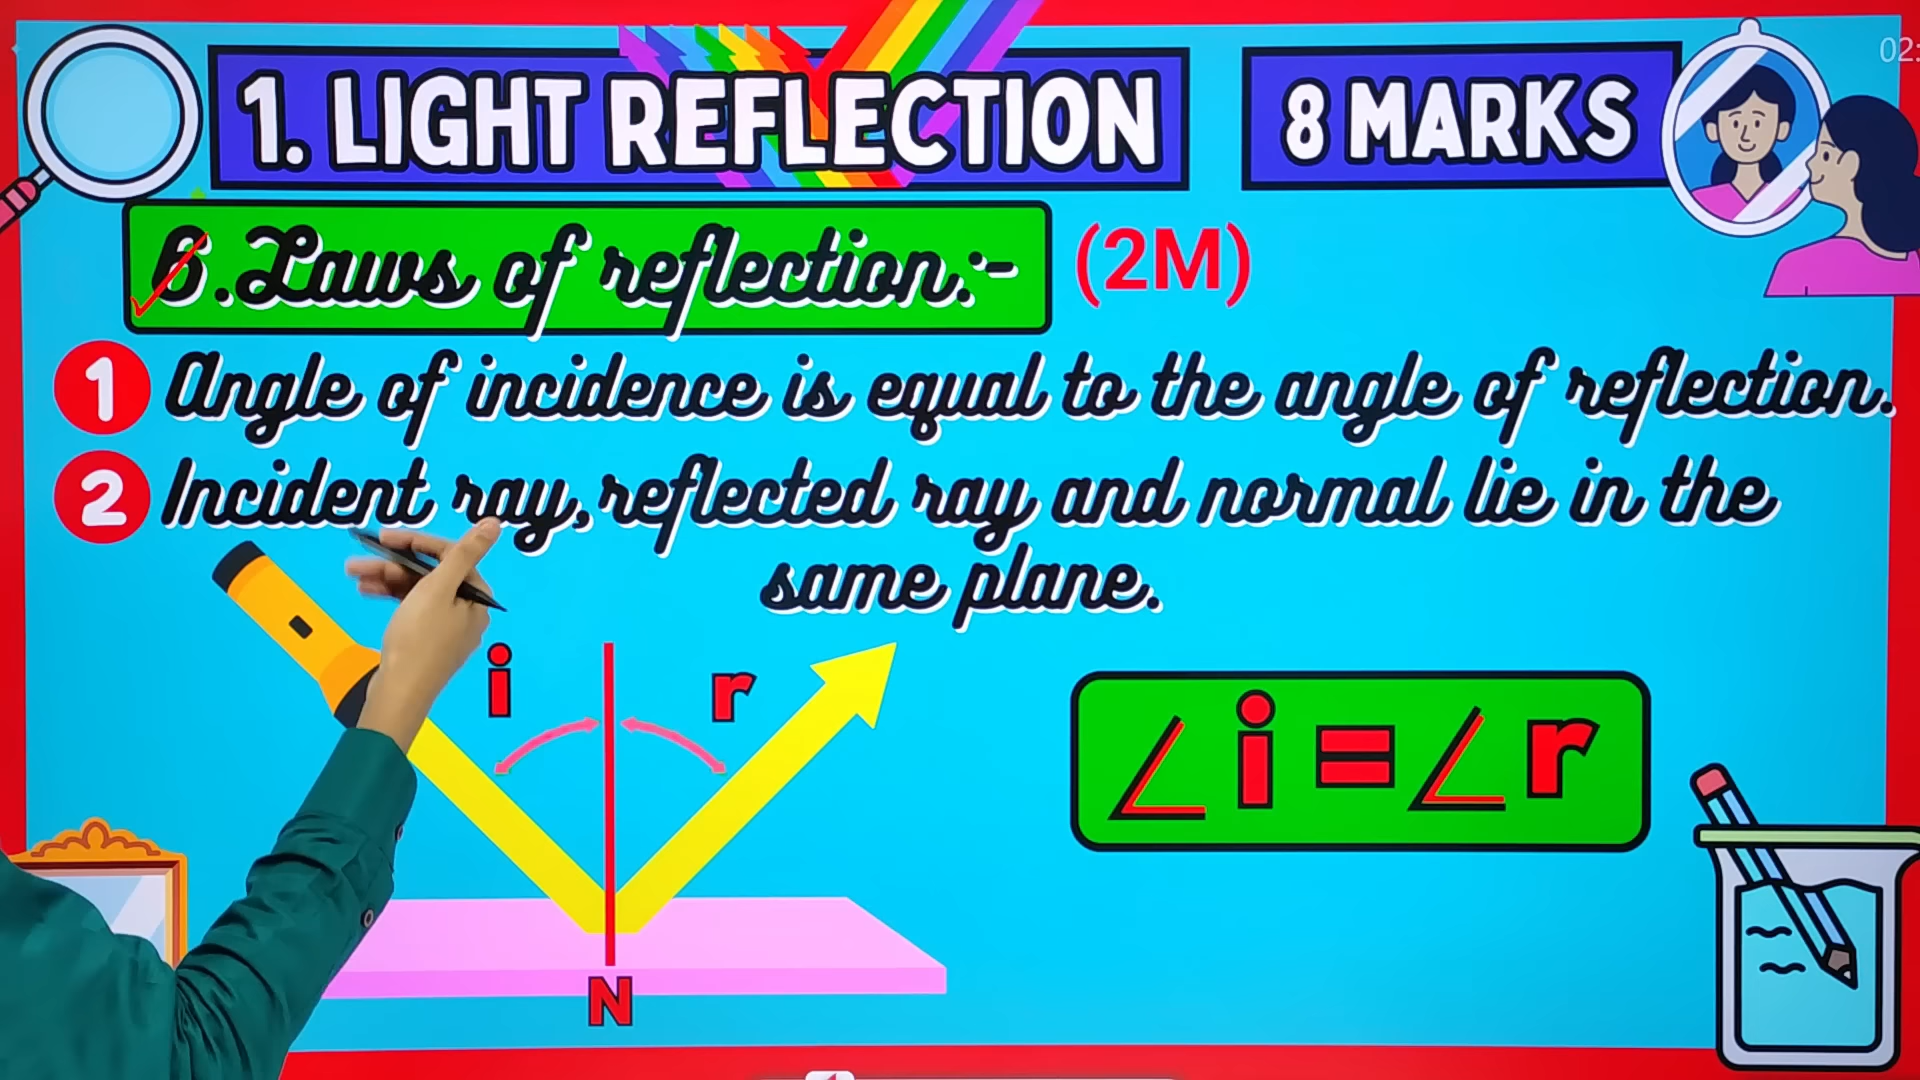 1. LIGHT REFLECTION
8 MARKS
02:
6. Laws of reflection.:-
(2M)
1 Angle of incidence is equal to the angle of reflection.
2 Incident ray, reflected ray and normal lie in the
same plane.
i
r
∠i=∠r
N